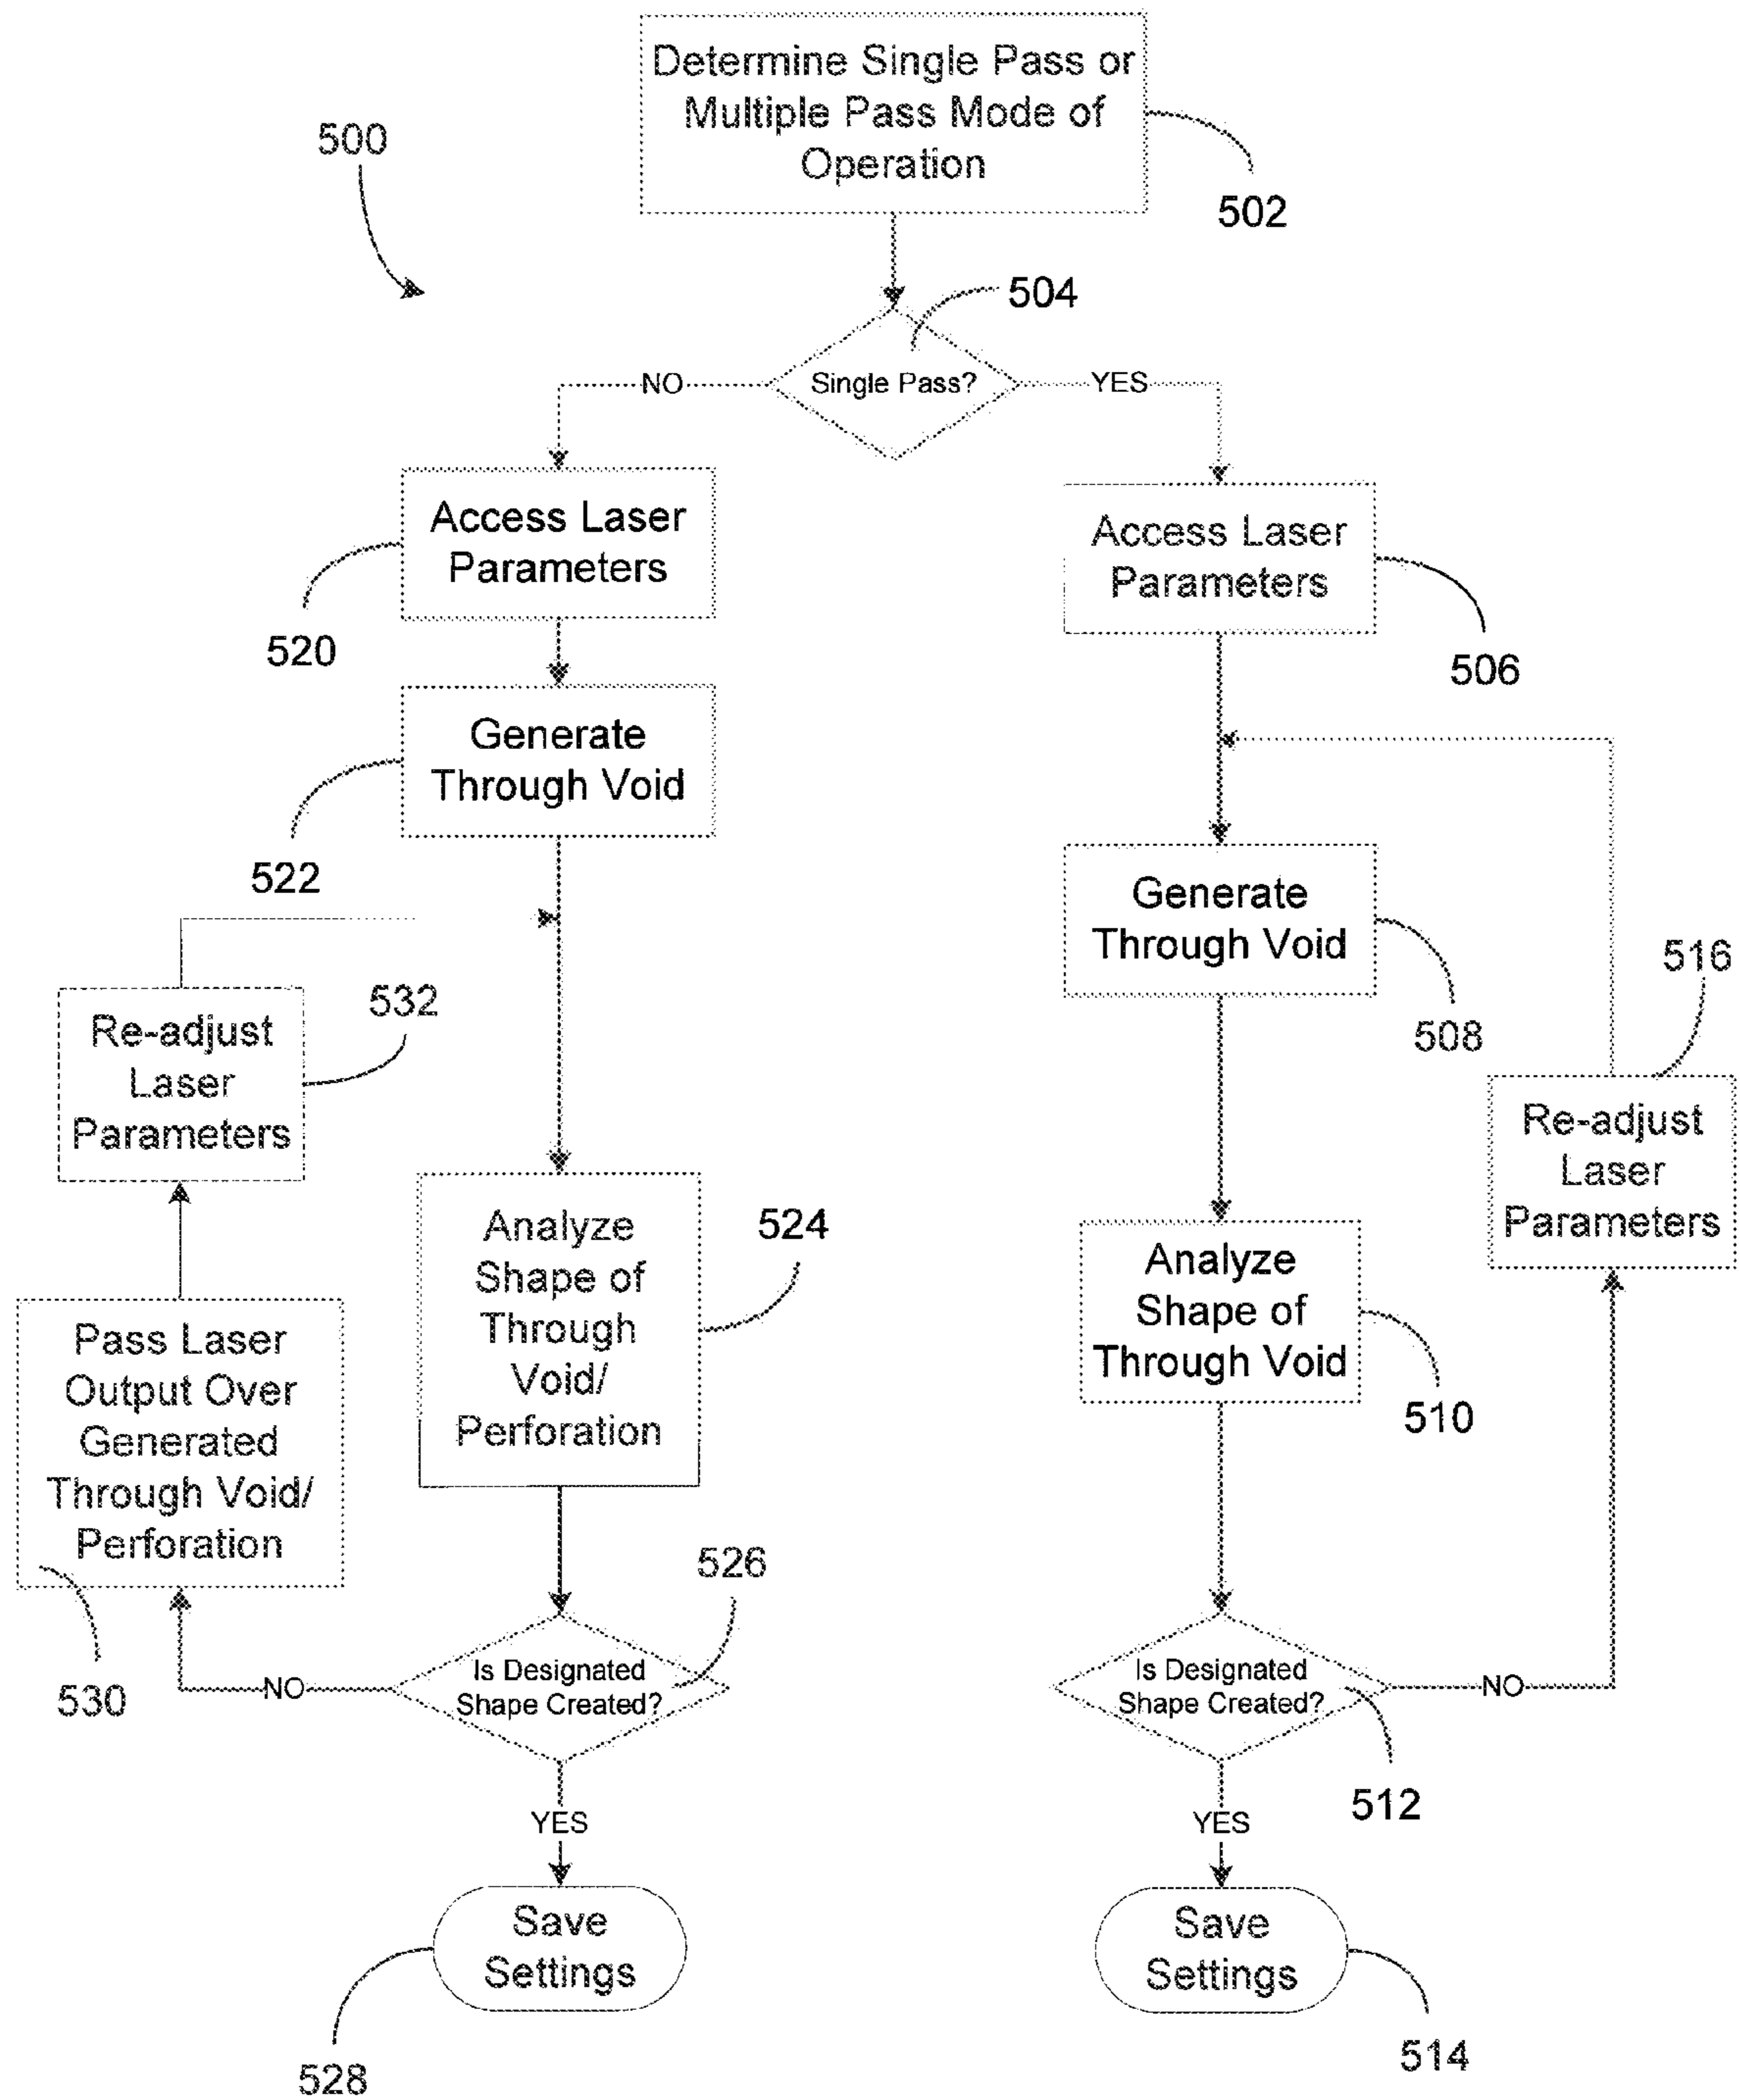 Determine Single Pass or
Multiple Pass Mode of
Operation
500
502
504
Single Pass?
NO
YES
Access Laser
Parameters
520
Access Laser
Parameters
506
Generate
Through Void
522
Generate
Through Void
508
516
Re-adjust
Laser
Parameters
532
Re-adjust
Laser
Parameters
Analyze
Shape of
Through
Void/
Perforation
524
Analyze
Shape of
Through Void
510
Pass Laser
Output Over
Generated
Through Void/
Perforation
530
526
Is Designated
Shape Created?
NO
Is Designated
Shape Created?
NO
512
YES
YES
Save
Settings
528
Save
Settings
514